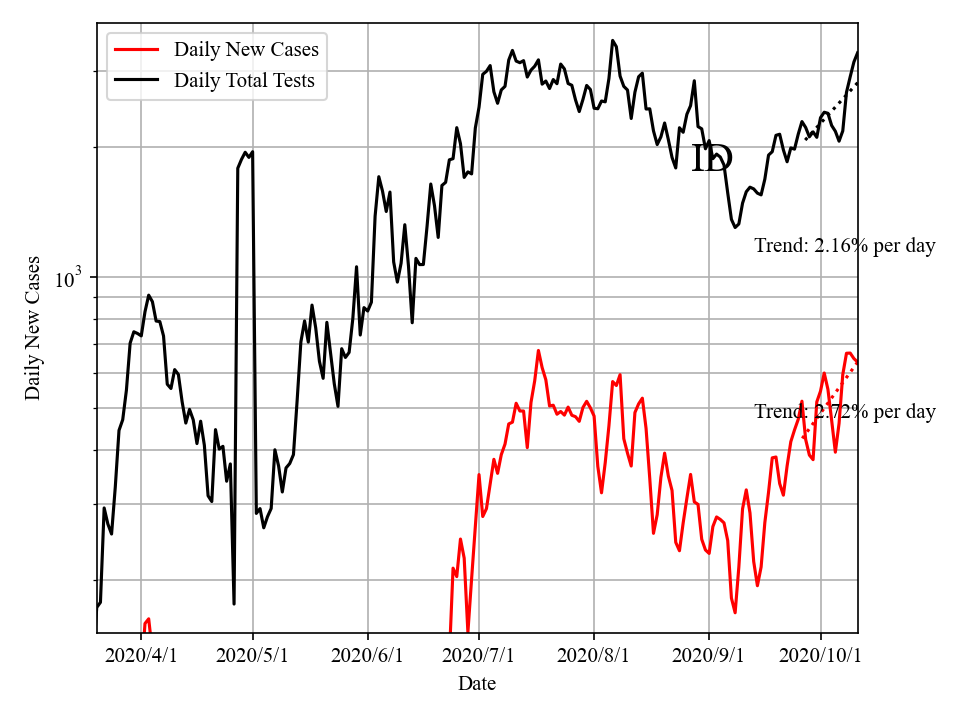 Daily New Cases
Daily Total Tests
ID
Trend: 2.16% per day
10^3
Daily New Cases
Trend: 2.72% per day
2020/4/1 2020/5/1 2020/6/1 2020/7/1 2020/8/1 2020/9/1 2020/10/1
Date